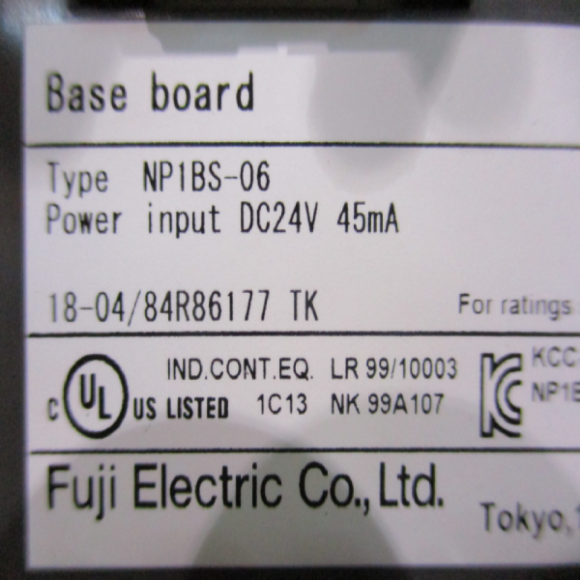 Base board
Type NP1BS-06
Power input DC24V 45mA
18-04/84R86177 TK For ratings
IND.CONT.EQ. LR 99/10003 KCC
C UL US LISTED 1C13 NK 99A107 NP1B
Fuji Electric Co., Ltd.
Tokyo,